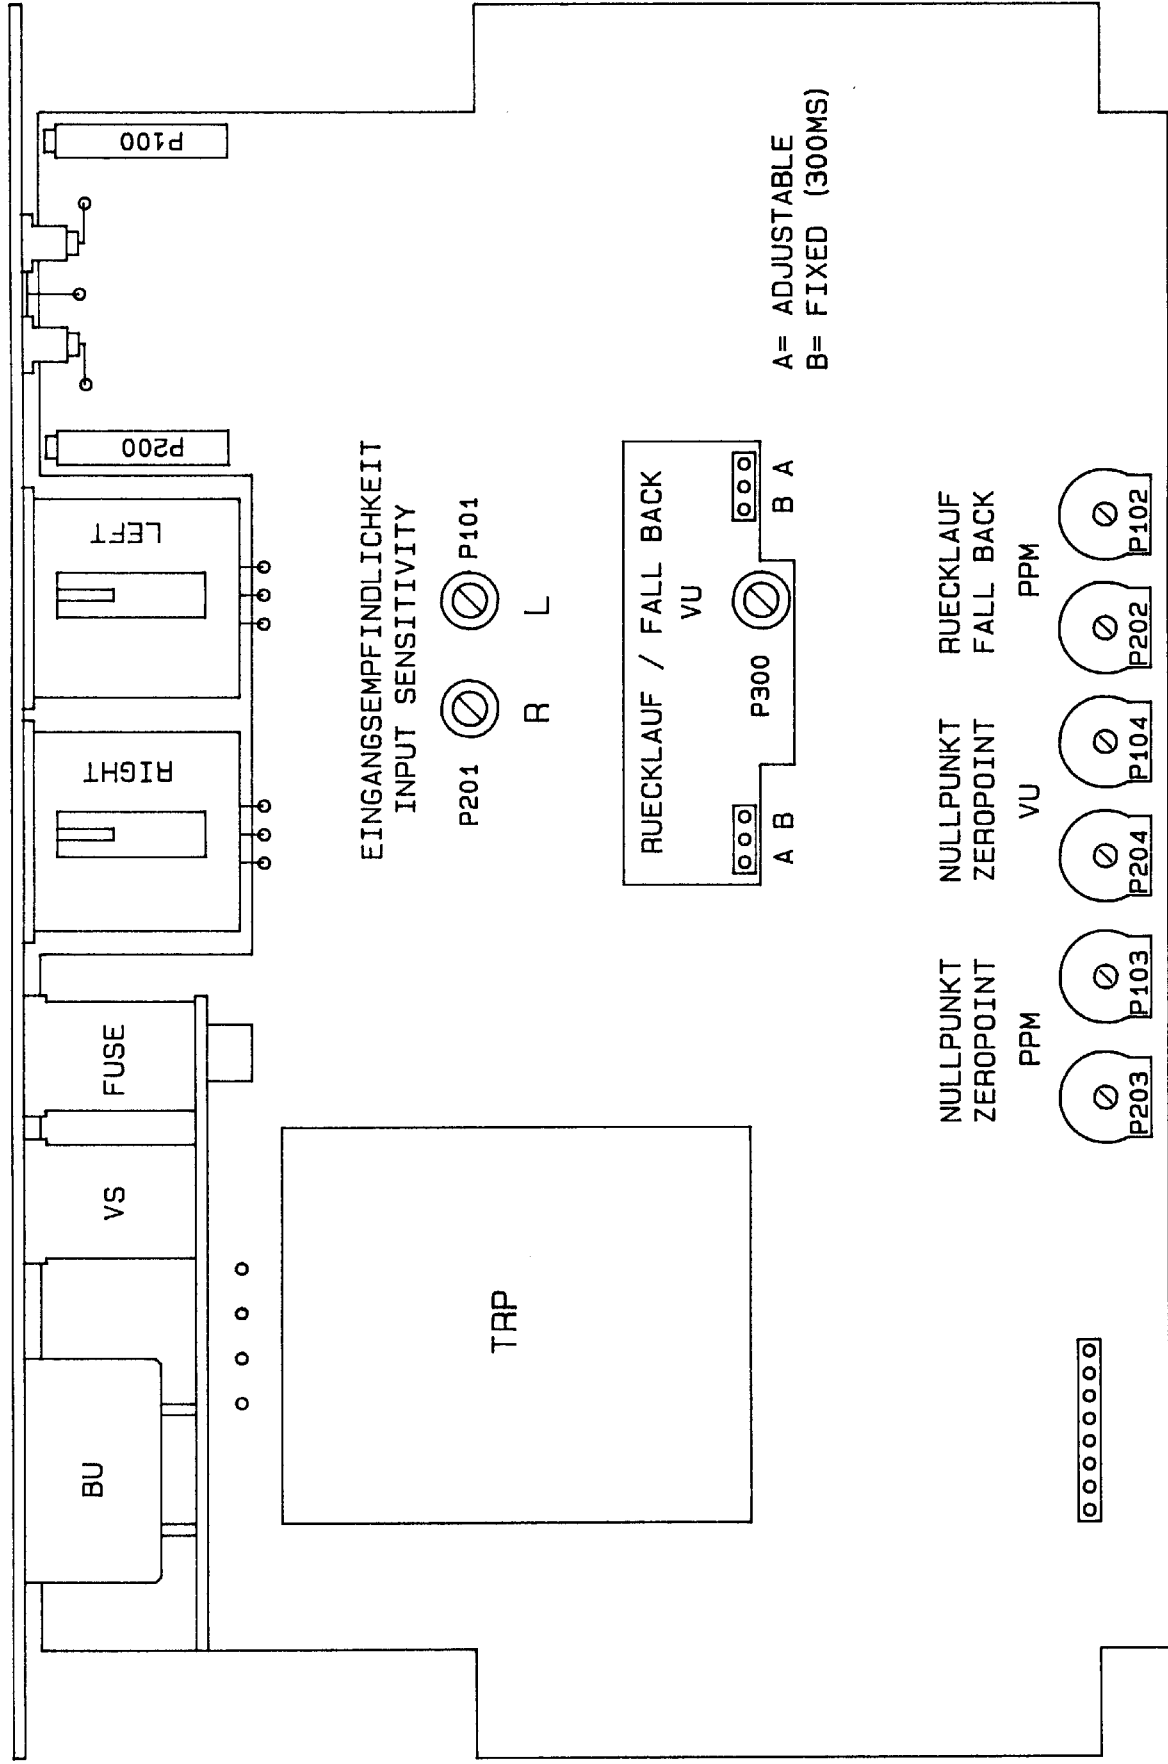 BU
VS
FUSE
RIGHT
LEFT
P200
P100
TRP
EINGANGSEMPFINDLICHKEIT
INPUT SENSITIVITY
P201
P101
R
L
RUECKLAUF / FALL BACK
VU
P300
A B
B A
A= ADJUSTABLE
B= FIXED (300MS)
NULLPUNKT
ZEROPOINT
PPM
NULLPUNKT
ZEROPOINT
VU
RUECKLAUF
FALL BACK
PPM
P203
P103
P204
P104
P202
P102